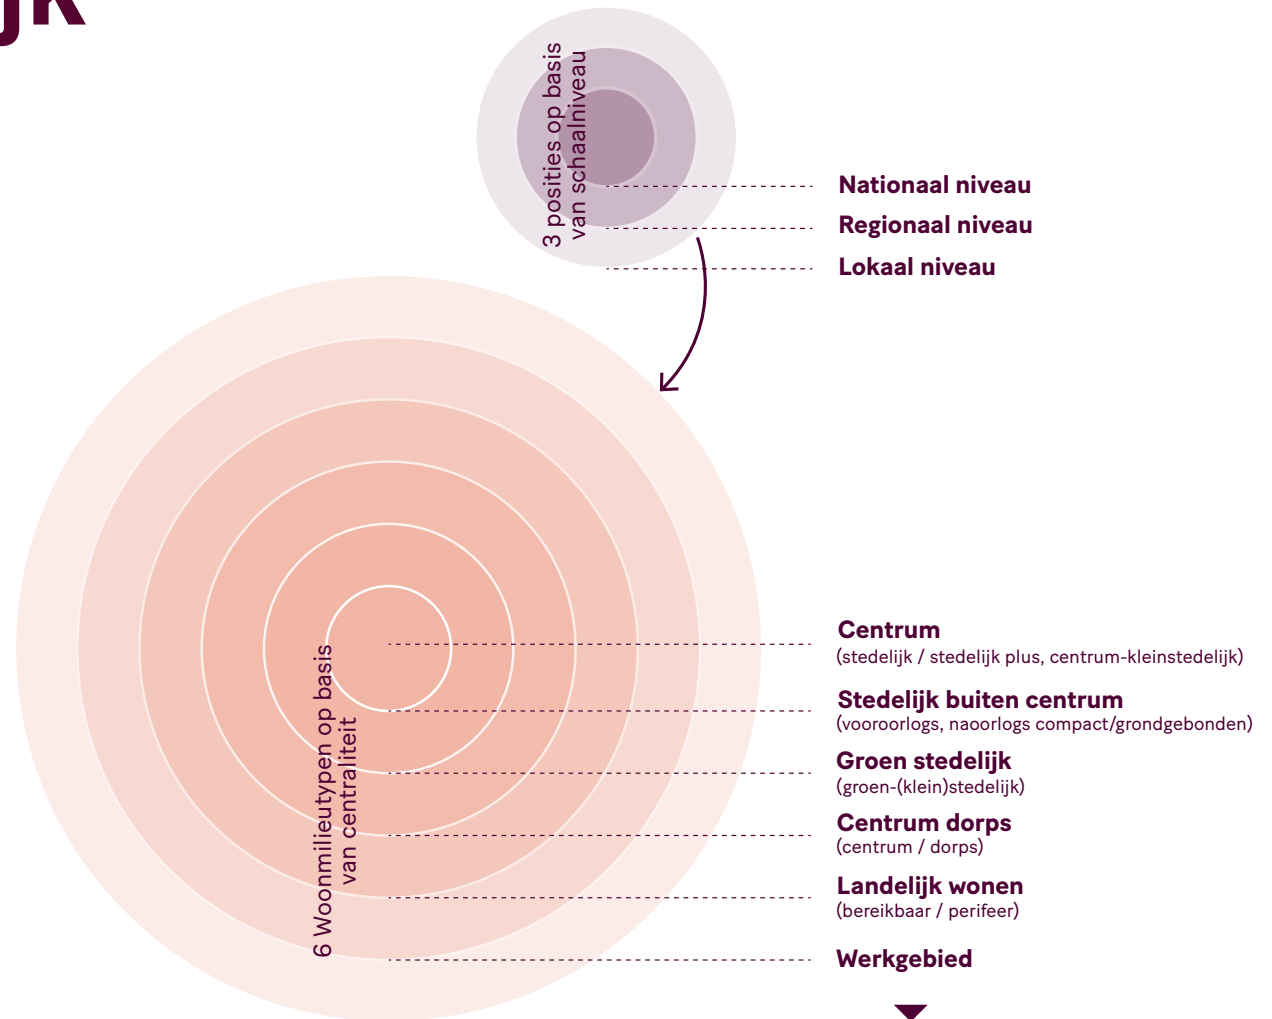 jk
3 posities op basis
van schaalniveau
Nationaal niveau
Regionaal niveau
Lokaal niveau
6 Woonmilieutypen op basis
van centraliteit
Centrum
(stedelijk / stedelijk plus, centrum-kleinstedelijk)
Stedelijk buiten centrum
(vooroorlogs, naoorlogs compact/grondgebonden)
Groen stedelijk
(groen-(klein)stedelijk)
Centrum dorps
(centrum / dorps)
Landelijk wonen
(bereikbaar / perifeer)
Werkgebied